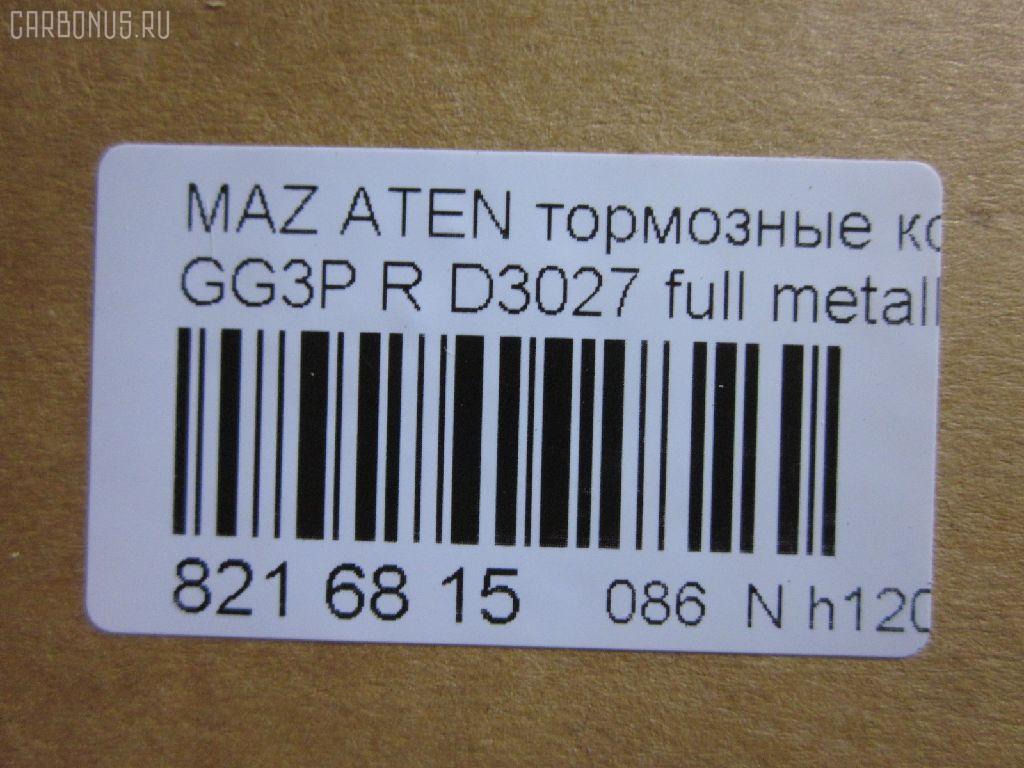 CARBONUS.RU
MAZ ATEN тормозные
GG3P R D3027 full metall
821 68 15 086 N h120